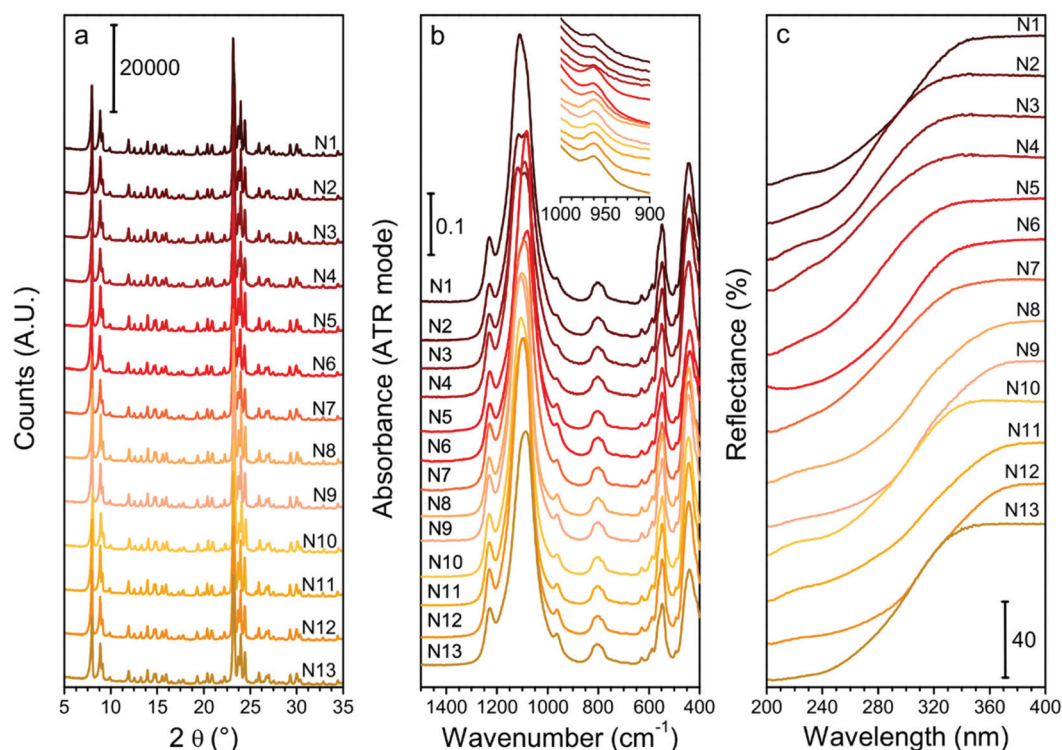 a
20000
N1
N2
N3
N4
N5
N6
N7
N8
N9
N10
N11
N12
N13
5 10 15 20 25 30 35
2 θ (°)
Counts (A.U.)
b
0.1
1000 950 900
N1
N2
N3
N4
N5
N6
N7
N8
N9
N10
N11
N12
N13
1400 1200 1000 800 600 400
Wavenumber (cm⁻¹)
Absorbance (ATR mode)
c
N1
N2
N3
N4
N5
N6
N7
N8
N9
N10
N11
N12
N13
40
200 240 280 320 360 400
Wavelength (nm)
Reflectance (%)